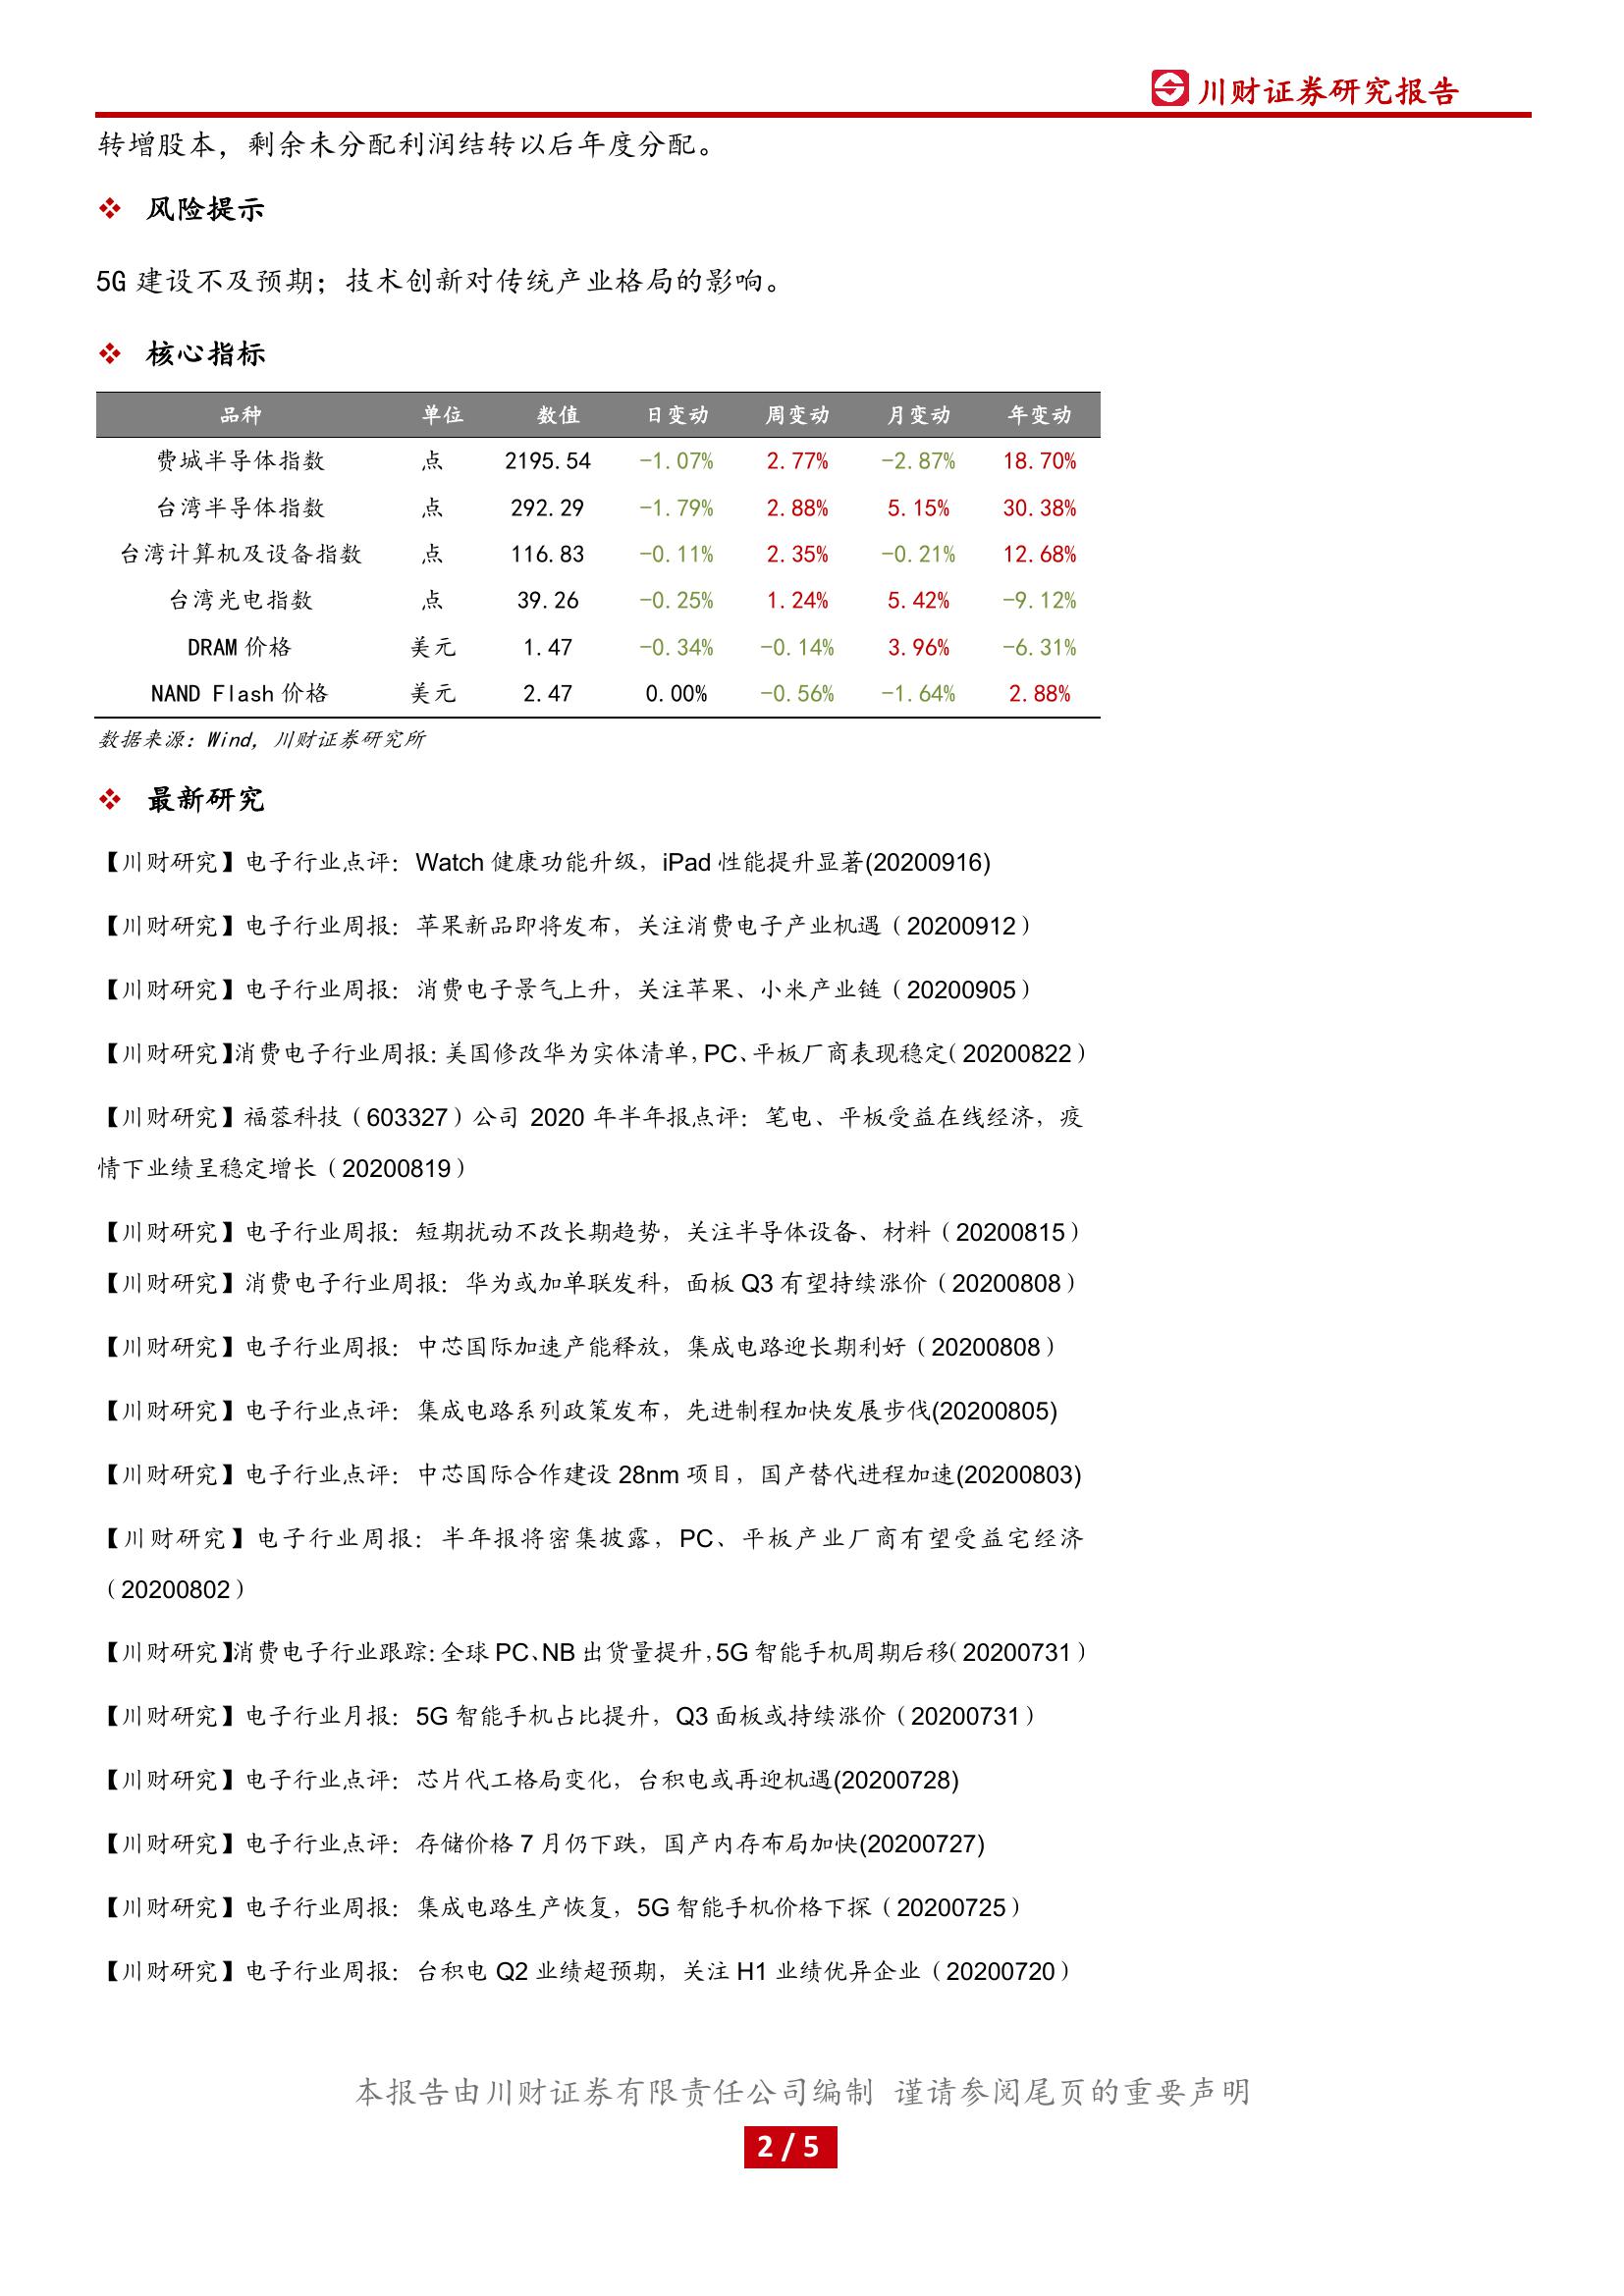 川财证券研究报告
转增股本，剩余未分配利润结转以后年度分配。
❖ 风险提示
5G 建设不及预期；技术创新对传统产业格局的影响。
❖ 核心指标
品种 单位 数值 日变动 周变动 月变动 年变动
费城半导体指数 点 2195.54 -1.07% 2.77% -2.87% 18.70%
台湾半导体指数 点 292.29 -1.79% 2.88% 5.15% 30.38%
台湾计算机及设备指数 点 116.83 -0.11% 2.35% -0.21% 12.68%
台湾光电指数 点 39.26 -0.25% 1.24% 5.42% -9.12%
DRAM 价格 美元 1.47 -0.34% -0.14% 3.96% -6.31%
NAND Flash 价格 美元 2.47 0.00% -0.56% -1.64% 2.88%
数据来源：Wind，川财证券研究所
❖ 最新研究
【川财研究】电子行业点评：Watch 健康功能升级，iPad 性能提升显著(20200916)
【川财研究】电子行业周报：苹果新品即将发布，关注消费电子产业机遇（20200912）
【川财研究】电子行业周报：消费电子景气上升，关注苹果、小米产业链（20200905）
【川财研究】消费电子行业周报：美国修改华为实体清单，PC、平板厂商表现稳定（20200822）
【川财研究】福蓉科技（603327）公司 2020 年半年报点评：笔电、平板受益在线经济，疫
情下业绩呈稳定增长（20200819）
【川财研究】电子行业周报：短期扰动不改长期趋势，关注半导体设备、材料（20200815）
【川财研究】消费电子行业周报：华为或加单联发科，面板 Q3 有望持续涨价（20200808）
【川财研究】电子行业周报：中芯国际加速产能释放，集成电路迎长期利好（20200808）
【川财研究】电子行业点评：集成电路系列政策发布，先进制程加快发展步伐(20200805)
【川财研究】电子行业点评：中芯国际合作建设 28nm 项目，国产替代进程加速(20200803)
【川财研究】电子行业周报：半年报将密集披露，PC、平板产业厂商有望受益宅经济
（20200802）
【川财研究】消费电子行业跟踪：全球 PC、NB 出货量提升，5G 智能手机周期后移（20200731）
【川财研究】电子行业月报：5G 智能手机占比提升，Q3 面板或持续涨价（20200731）
【川财研究】电子行业点评：芯片代工格局变化，台积电或再迎机遇(20200728)
【川财研究】电子行业点评：存储价格 7 月仍下跌，国产内存布局加快(20200727)
【川财研究】电子行业周报：集成电路生产恢复，5G 智能手机价格下探（20200725）
【川财研究】电子行业周报：台积电 Q2 业绩超预期，关注 H1 业绩优异企业（20200720）
本报告由川财证券有限责任公司编制 谨请参阅尾页的重要声明
2 / 5